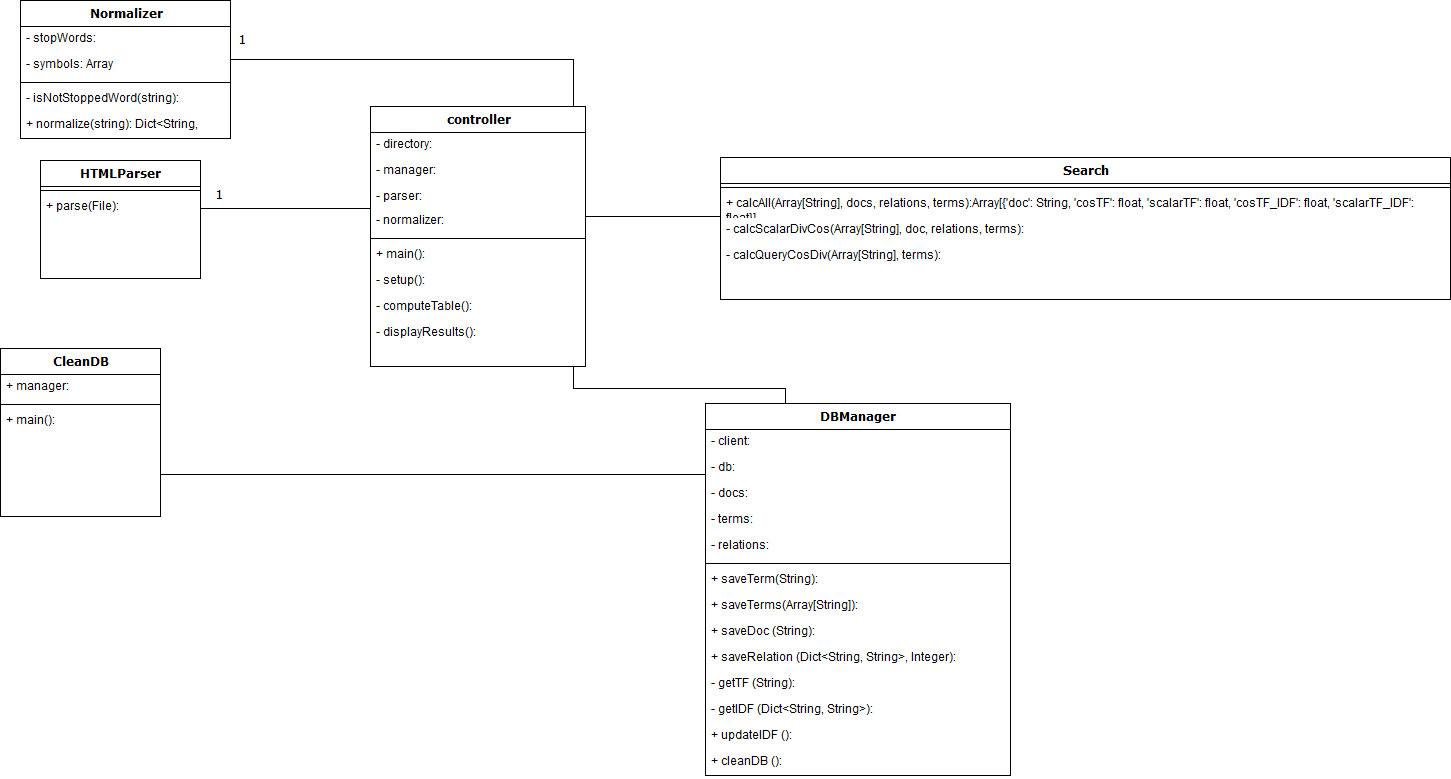 Normalizer
- stopWords:
- symbols: Array
- isNotStoppedWord(string):
+ normalize(string): Dict<String,
1
HTMLParser
+ parse(File):
1
controller
- directory:
- manager:
- parser:
- normalizer:
+ main():
- setup():
- computeTable():
- displayResults():
Search
+ calcAll(Array[String], docs, relations, terms):Array[{'doc': String, 'cosTF': float, 'scalarTF': float, 'cosTF_IDF': float, 'scalarTF_IDF':
float}]
- calcScalarDivCos(Array[String], doc, relations, terms):
- calcQueryCosDiv(Array[String], terms):
CleanDB
+ manager:
+ main():
DBManager
- client:
- db:
- docs:
- terms:
- relations:
+ saveTerm(String):
+ saveTerms(Array[String]):
+ saveDoc (String):
+ saveRelation (Dict<String, String>, Integer):
- getTF (String):
- getIDF (Dict<String, String>):
+ updateIDF ():
+ cleanDB ():